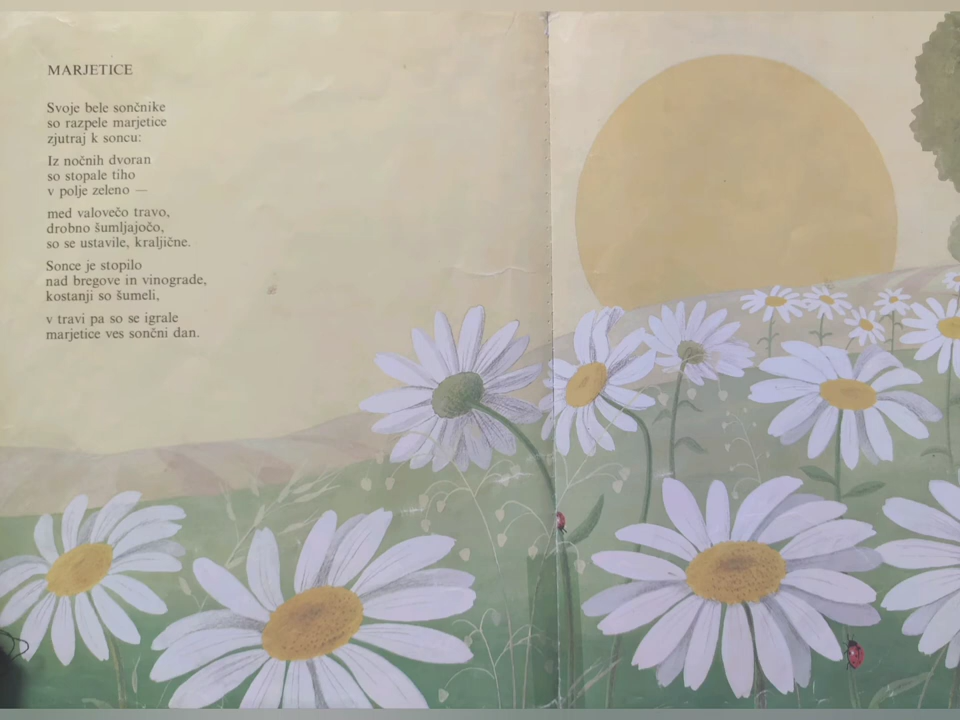 MARJETICE
Svoje bele sončnike
so razpele marjetice
zjutraj k soncu:
Iz nočnih dvoran
so stopale tiho
v polje zeleno —
med valovečo travo,
drobno šumljajočo,
so se ustavile, kraljične.
Sonce je stopilo
nad bregove in vinograde,
kostanji so šumeli,
v travi pa so se igrale
marjetice ves sončni dan.